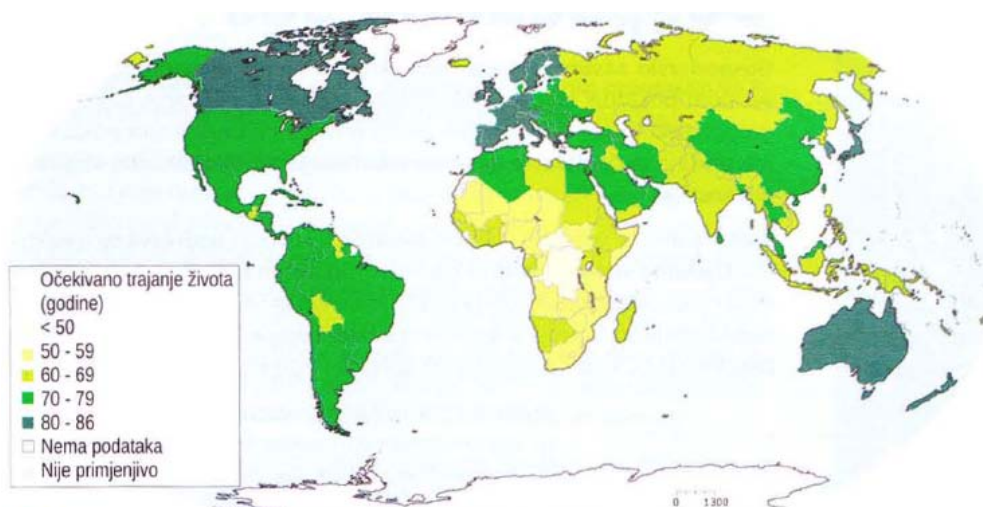 Očekivano trajanje života
(godine)
< 50
50 - 59
60 - 69
70 - 79
80 - 86
Nema podataka
Nije primjenjivo
0 1300